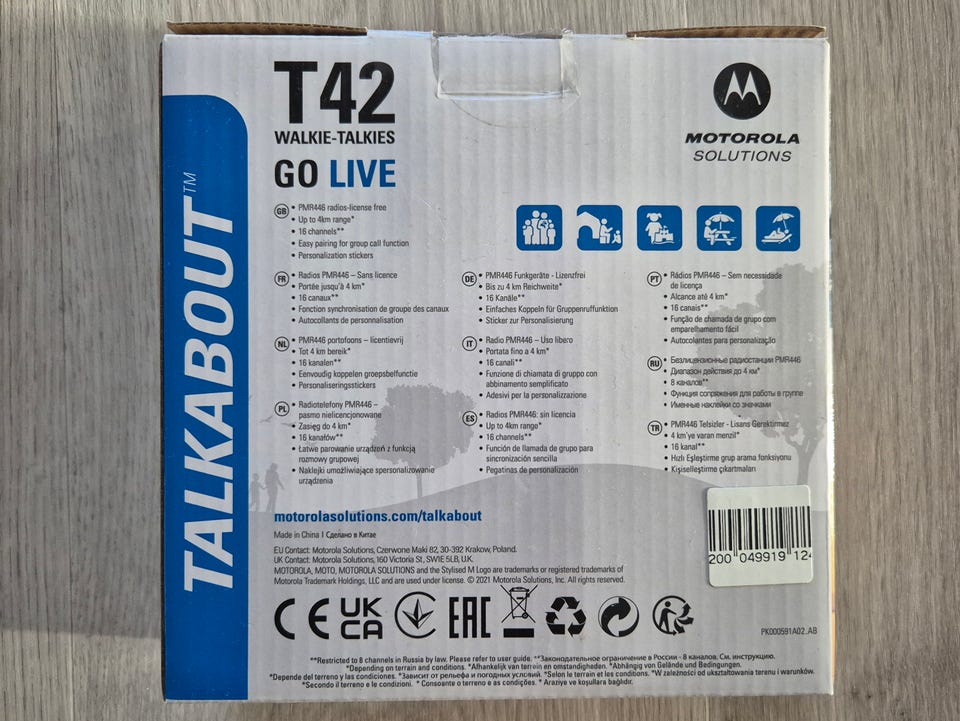 T42
WALKIE-TALKIES
GO LIVE
MOTOROLA
SOLUTIONS
TALKABOUT™
GB
• PMR446 radios-license free
• Up to 4km range*
• 16 channels**
• Easy pairing for group call function
• Personalization stickers
FR
• Radios PMR446 – Sans licence
• Portée jusqu'à 4 km*
• 16 canaux**
• Fonction synchronisation de groupe des canaux
• Autocollants de personnalisation
NL
• PMR446 portofoons – licentievrij
• Tot 4 km bereik*
• 16 kanalen**
• Eenvoudig koppelen groepsbelfunctie
• Personaliseringsstickers
PL
• Radiotelefony PMR446 –
pasmo nielicencjonowane
• Zasięg do 4 km*
• 16 kanałów**
• Łatwe parowanie urządzeń z funkcją
rozmowy grupowej
• Naklejki umożliwiające spersonalizowanie
urządzenia
DE
• PMR446 Funkgeräte - Lizenzfrei
• Bis zu 4 km Reichweite*
• 16 Kanäle**
• Einfaches Koppeln für Gruppenruffunktion
• Sticker zur Personalisierung
IT
• Radio PMR446 – Uso libero
• Portata fino a 4 km*
• 16 canali**
• Funzione di chiamata di gruppo con
abbinamento semplificato
• Adesivi per la personalizzazione
ES
• Radios PMR446: sin licencia
• Up to 4km range*
• 16 channels**
• Función de llamada de grupo para
sincronización sencilla
• Pegatinas de personalización
PT
• Rádios PMR446 – Sem necessidade
de licença
• Alcance até 4 km*
• 16 canais**
• Função de chamada de grupo com
emparelhamento fácil
• Autocolantes para personalização
RU
• Безлицензионные радиостанции PMR446
• Диапазон действия до 4 км*
• 8 каналов**
• Функция сопряжения для работы в группе
• Именные наклейки со значками
TR
• PMR446 Telsizler - Lisans Gerektirmez
• 4 km'ye varan menzil*
• 16 kanal**
• Hızlı Eşleştirme grup arama fonksiyonu
• Kişiselleştirme çıkartmaları
motorolasolutions.com/talkabout
Made in China I Сделано в Китае
EU Contact: Motorola Solutions, Czerwone Maki 82, 30-392 Krakow, Poland.
UK Contact: Motorola Solutions, 160 Victoria St., SW1E 5LB, U.K.
MOTOROLA, MOTO, MOTOROLA SOLUTIONS and the Stylised M Logo are trademarks or registered trademarks of
Motorola Trademark Holdings, LLC and are used under license. © 2021 Motorola Solutions, Inc. All rights reserved.
200 049919 124
CE UK CA EAC
PK000591A02_AB
**Restricted to 8 channels in Russia by law. Please refer to user guide. **Законодательное ограничение в России - 8 каналов. См. инструкцию.
*Depending on terrain and conditions. *Afhankelijk van terrein en omstandigheden. *Abhängig von Gelände und Bedingungen.
*Depende del terreno y las condiciones. *Зависит от рельефа и погодных условий. *Selon le terrain et les conditions. *W zależności od ukształtowania terenu i warunków.
*Secondo il terreno e le condizioni. * Consoante o terreno e as condições. * Araziye ve koşullara bağlıdır.